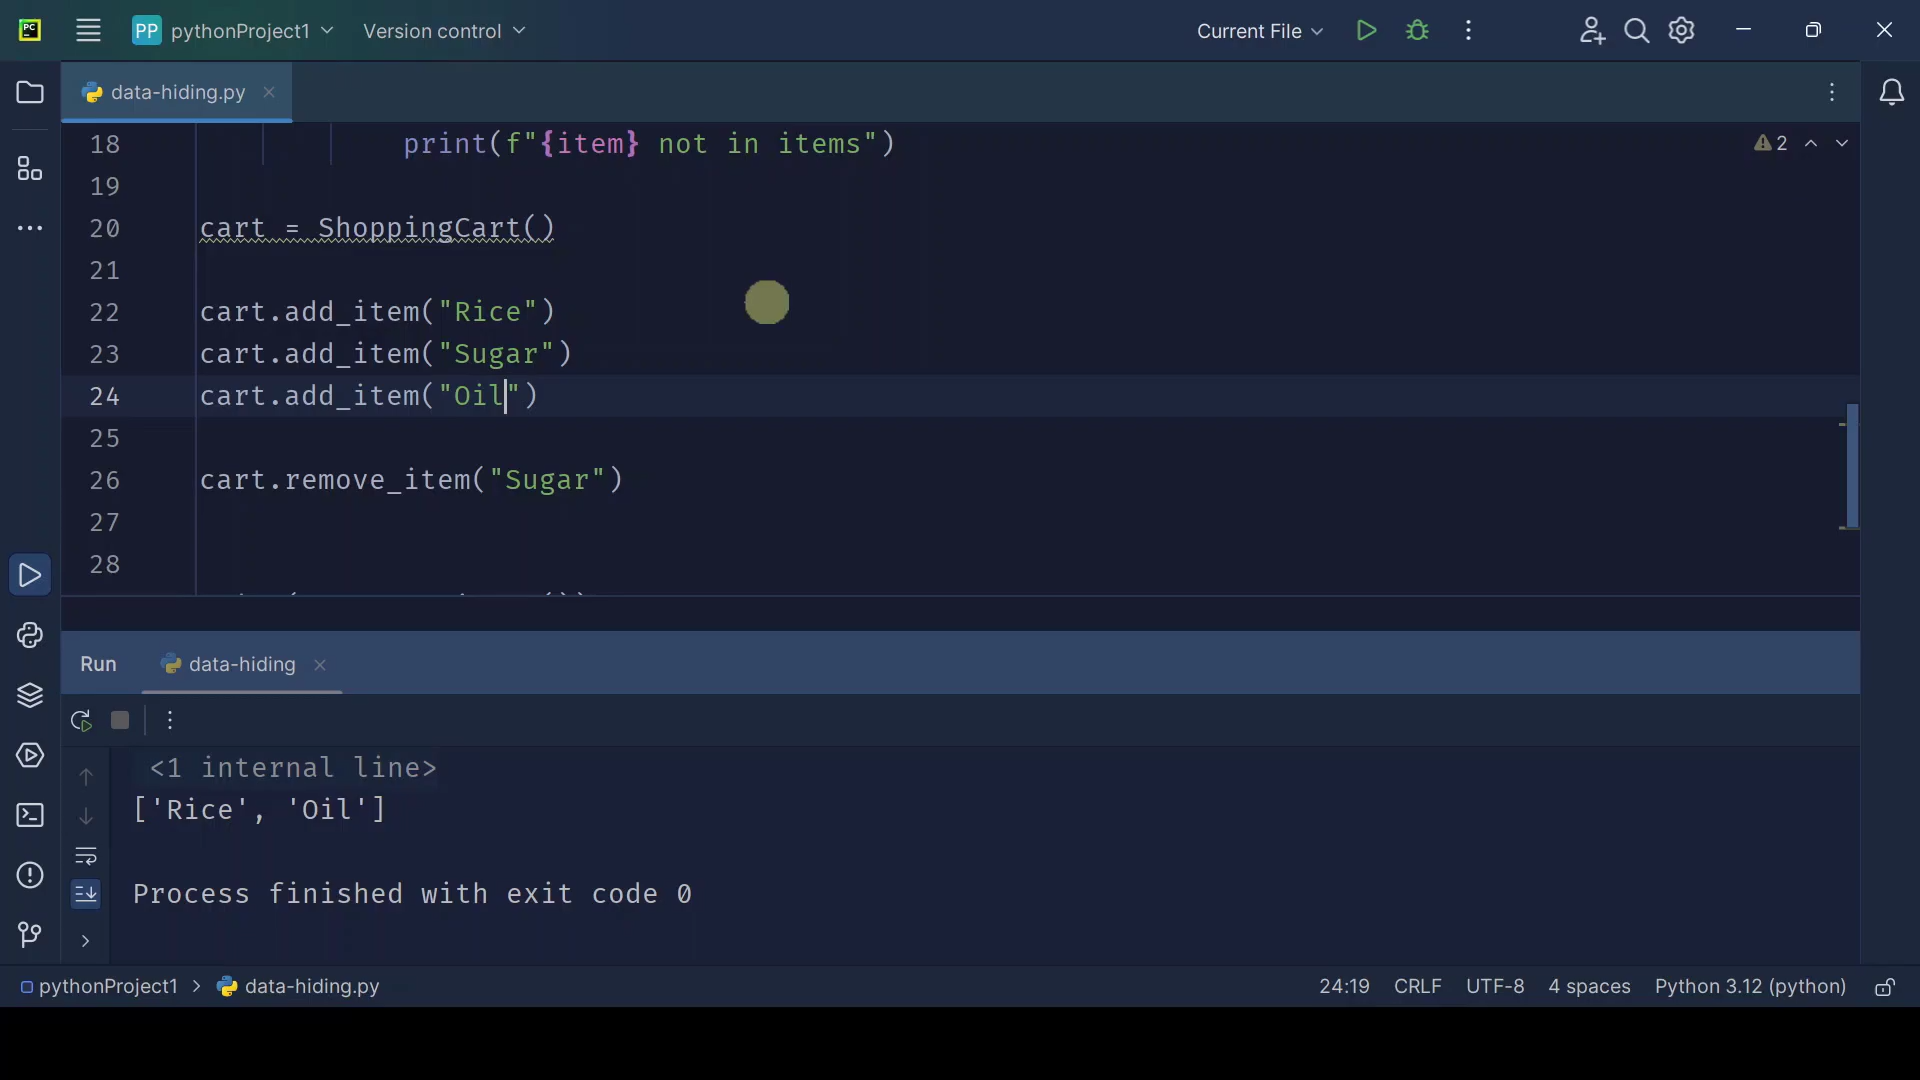 PC
PP pythonProject1 Version control Current File
data-hiding.py
18 print(f"{item} not in items")
2
19
20 cart = ShoppingCart()
21
22 cart.add_item("Rice")
23 cart.add_item("Sugar")
24 cart.add_item("Oil")
25
26 cart.remove_item("Sugar")
27
28
Run data-hiding
<1 internal line>
['Rice', 'Oil']
Process finished with exit code 0
pythonProject1 > data-hiding.py 24:19 CRLF UTF-8 4 spaces Python 3.12 (python)